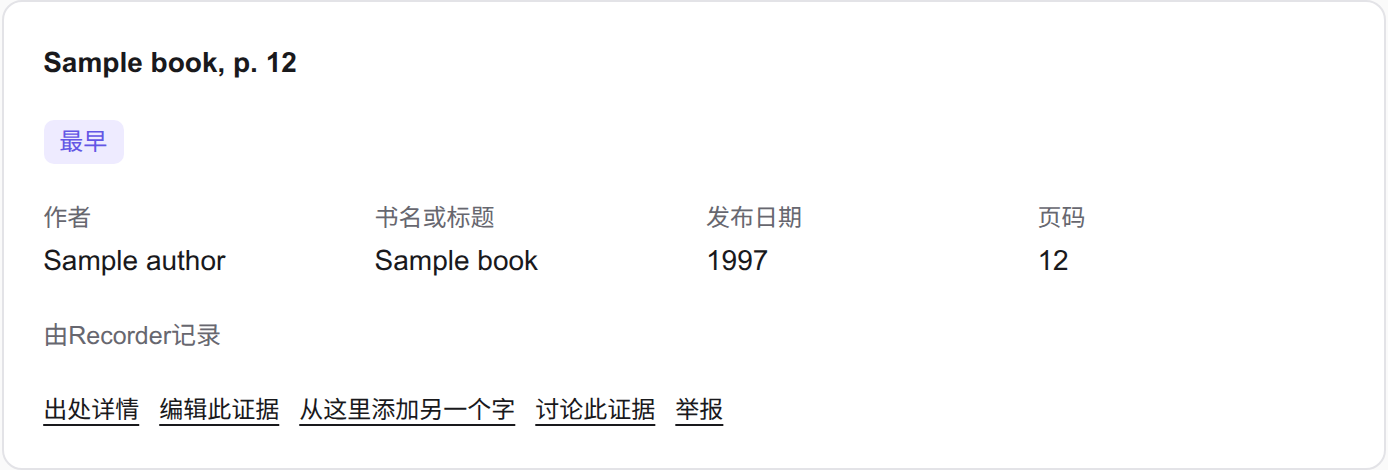 Sample book, p. 12
最早
作者 书名或标题 发布日期 页码
Sample author Sample book 1997 12
由Recorder记录
出处详情 编辑此证据 从这里添加另一个字 讨论此证据 举报